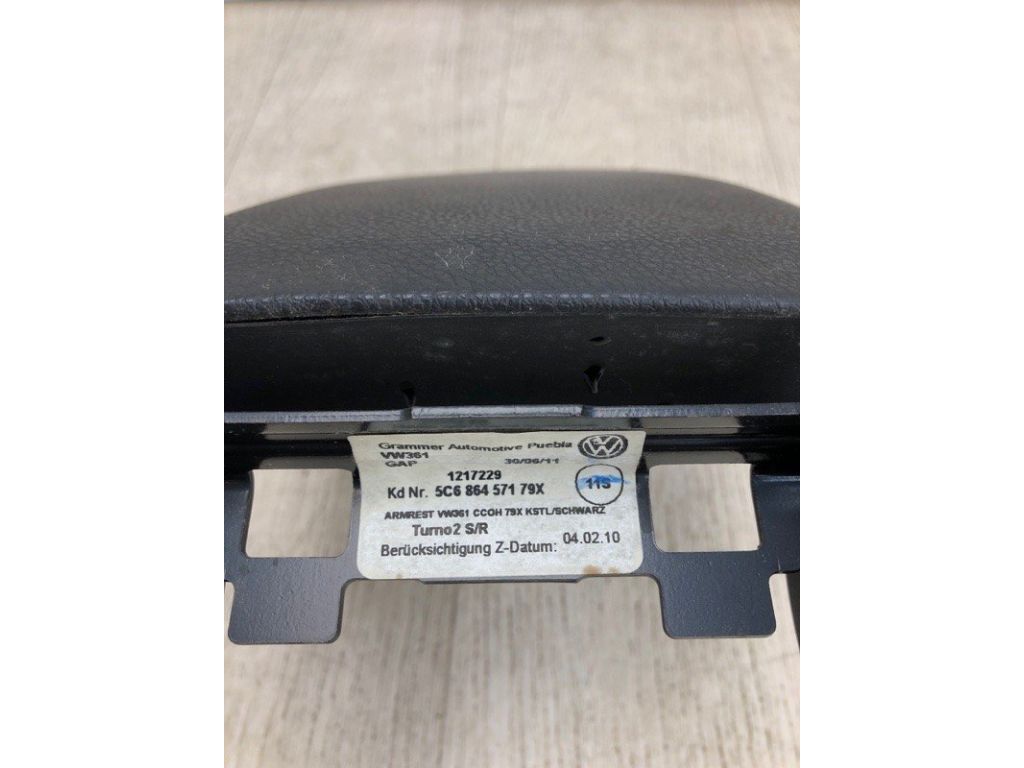 Grammer Automotive Puebla
VW361
GAP 30/06/11
1217229
Kd Nr. 5C6 864 571 79X
11S
ARMREST VW361 CCOH 79X KSTL/SCHWARZ
Turno2 S/R
Berücksichtigung Z-Datum: 04.02.10